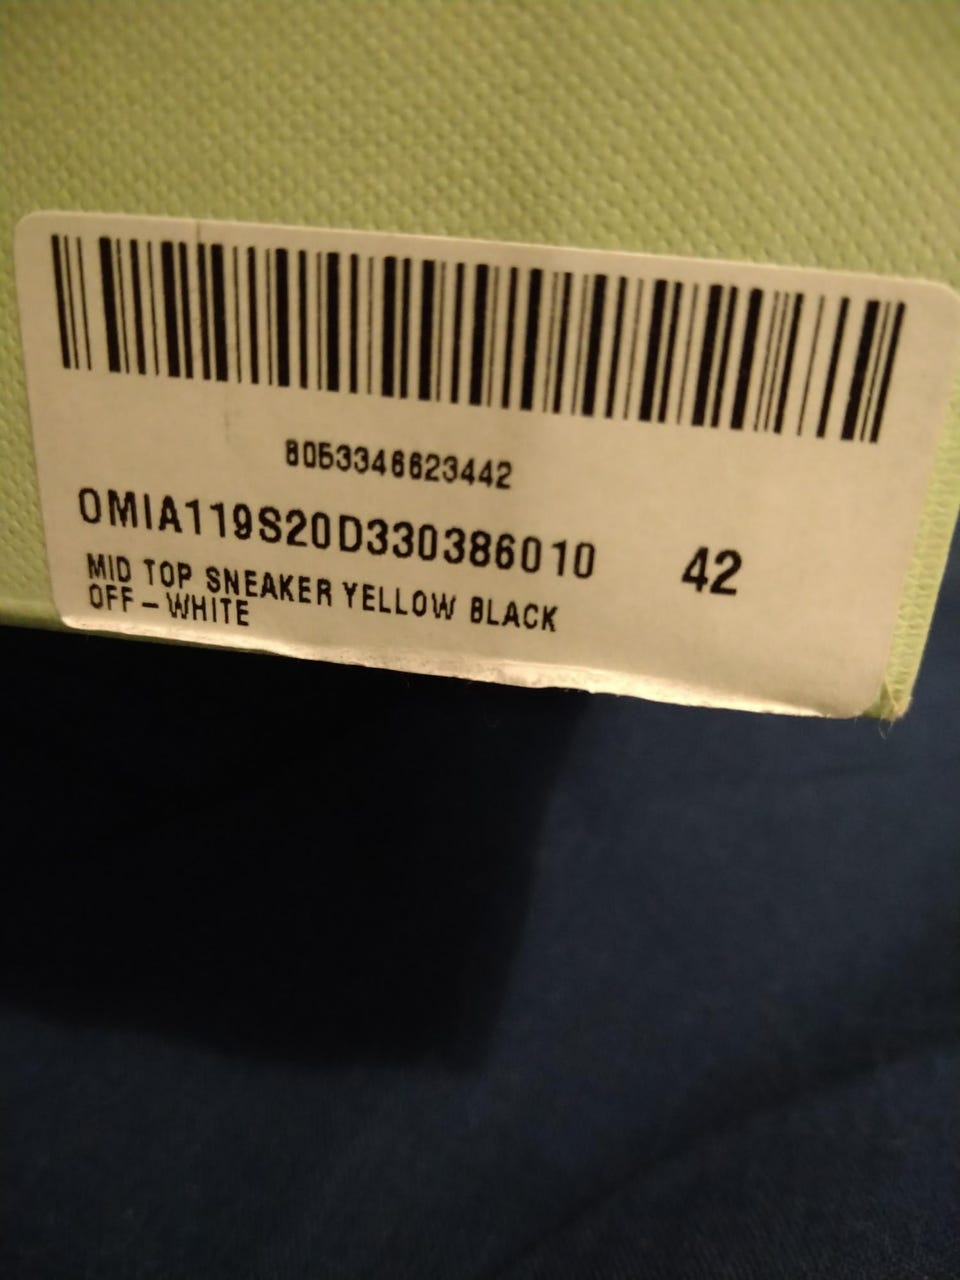 8053346623442
OMIA119S20D330386010 42
MID TOP SNEAKER YELLOW BLACK
OFF-WHITE